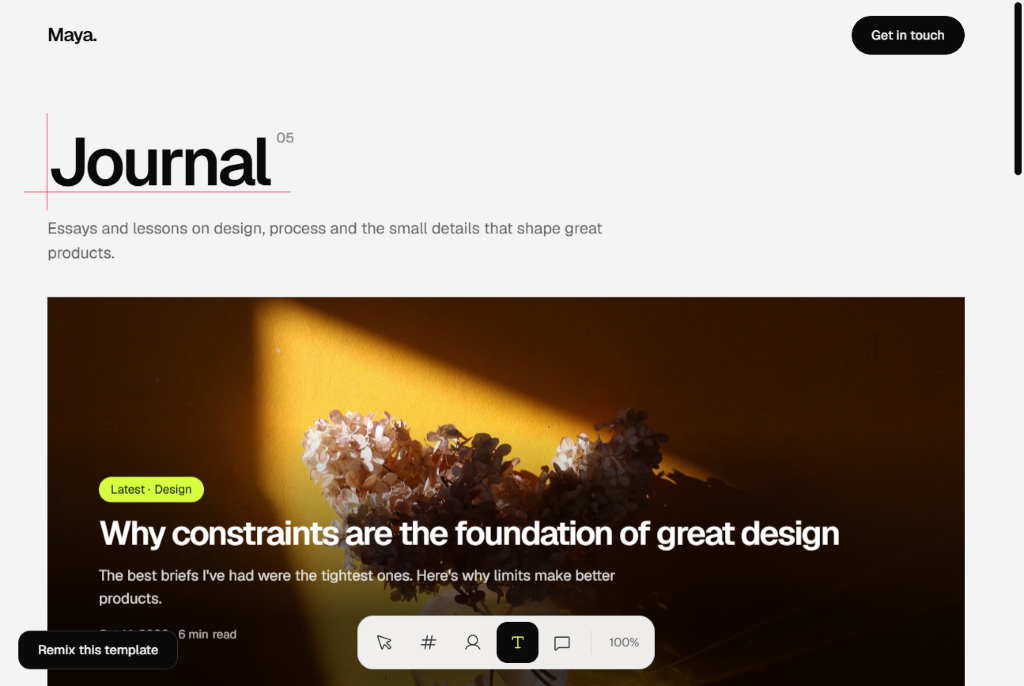 Maya.
Get in touch
Journal
05
Essays and lessons on design, process and the small details that shape great
products.
Latest · Design
Why constraints are the foundation of great design
The best briefs I've had were the tightest ones. Here's why limits make better
products.
6 min read
Remix this template
T
100%